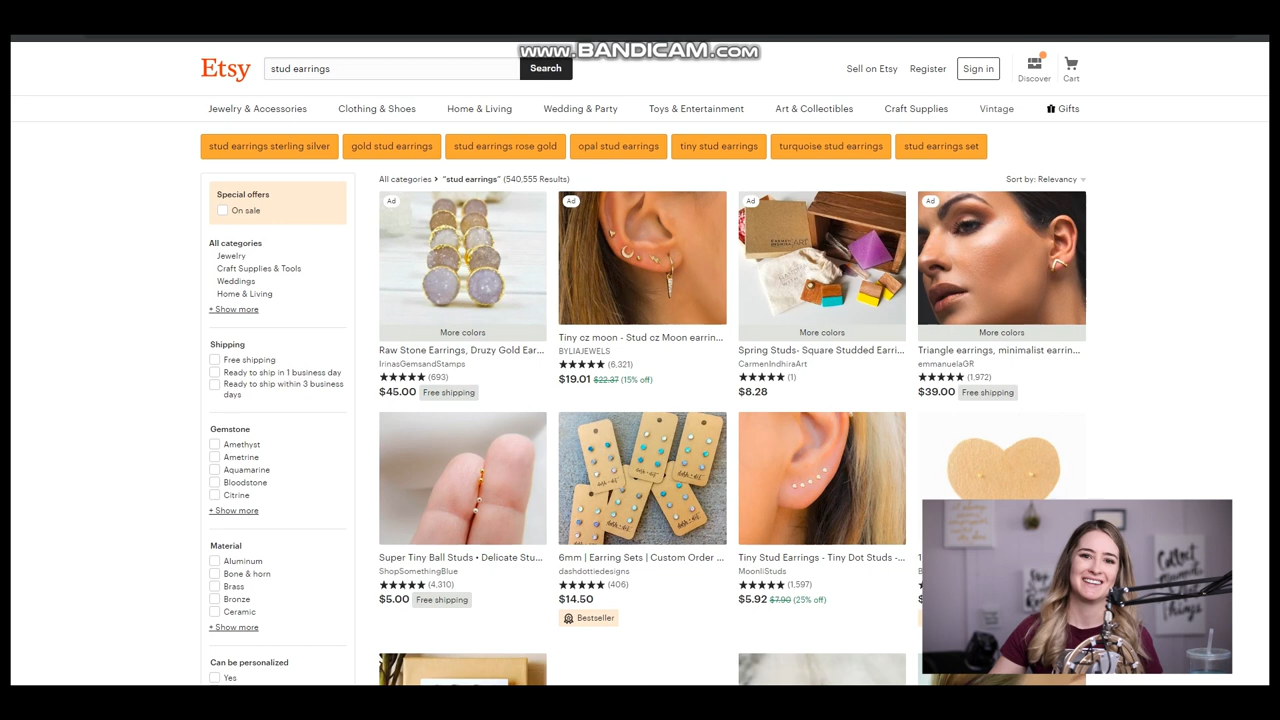 www.BANDICAM.com
Etsy
stud earrings
Search
Sell on Etsy
Register
Sign in
Discover
Cart
Jewelry & Accessories
Clothing & Shoes
Home & Living
Wedding & Party
Toys & Entertainment
Art & Collectibles
Craft Supplies
Vintage
Gifts
stud earrings sterling silver
gold stud earrings
stud earrings rose gold
opal stud earrings
tiny stud earrings
turquoise stud earrings
stud earrings set
Special offers
On sale
All categories
Jewelry
Craft Supplies & Tools
Weddings
Home & Living
+ Show more
Shipping
Free shipping
Ready to ship in 1 business day
Ready to ship within 3 business
days
Gemstone
Amethyst
Ametrine
Aquamarine
Bloodstone
Citrine
+ Show more
Material
Aluminum
Bone & horn
Brass
Bronze
Ceramic
+ Show more
Can be personalized
Yes
All categories > "stud earrings" (540,555 Results)
Sort by: Relevancy
Ad
More colors
Raw Stone Earrings, Druzy Gold Ear...
IrinasGemsandStamps
★★★★★ (693)
$45.00 Free shipping
Ad
Tiny cz moon - Stud cz Moon earrin...
BYLIAJEWELS
★★★★★ (6,321)
$19.01 $22.37 (15% off)
Ad
More colors
Spring Studs- Square Studded Earri...
CarmenIndhiraArt
★★★★★ (1)
$8.28
Ad
More colors
Triangle earrings, minimalist earrin...
emmanuelaGR
★★★★★ (1,972)
$39.00 Free shipping
Super Tiny Ball Studs • Delicate Stu...
ShopSomethingBlue
★★★★★ (4,310)
$5.00 Free shipping
6mm | Earring Sets | Custom Order ...
dashdottiedesigns
★★★★★ (406)
$14.50
Bestseller
Tiny Stud Earrings - Tiny Dot Studs -...
MoonliStuds
★★★★★ (1,597)
$5.92 $7.90 (25% off)
Collect
things